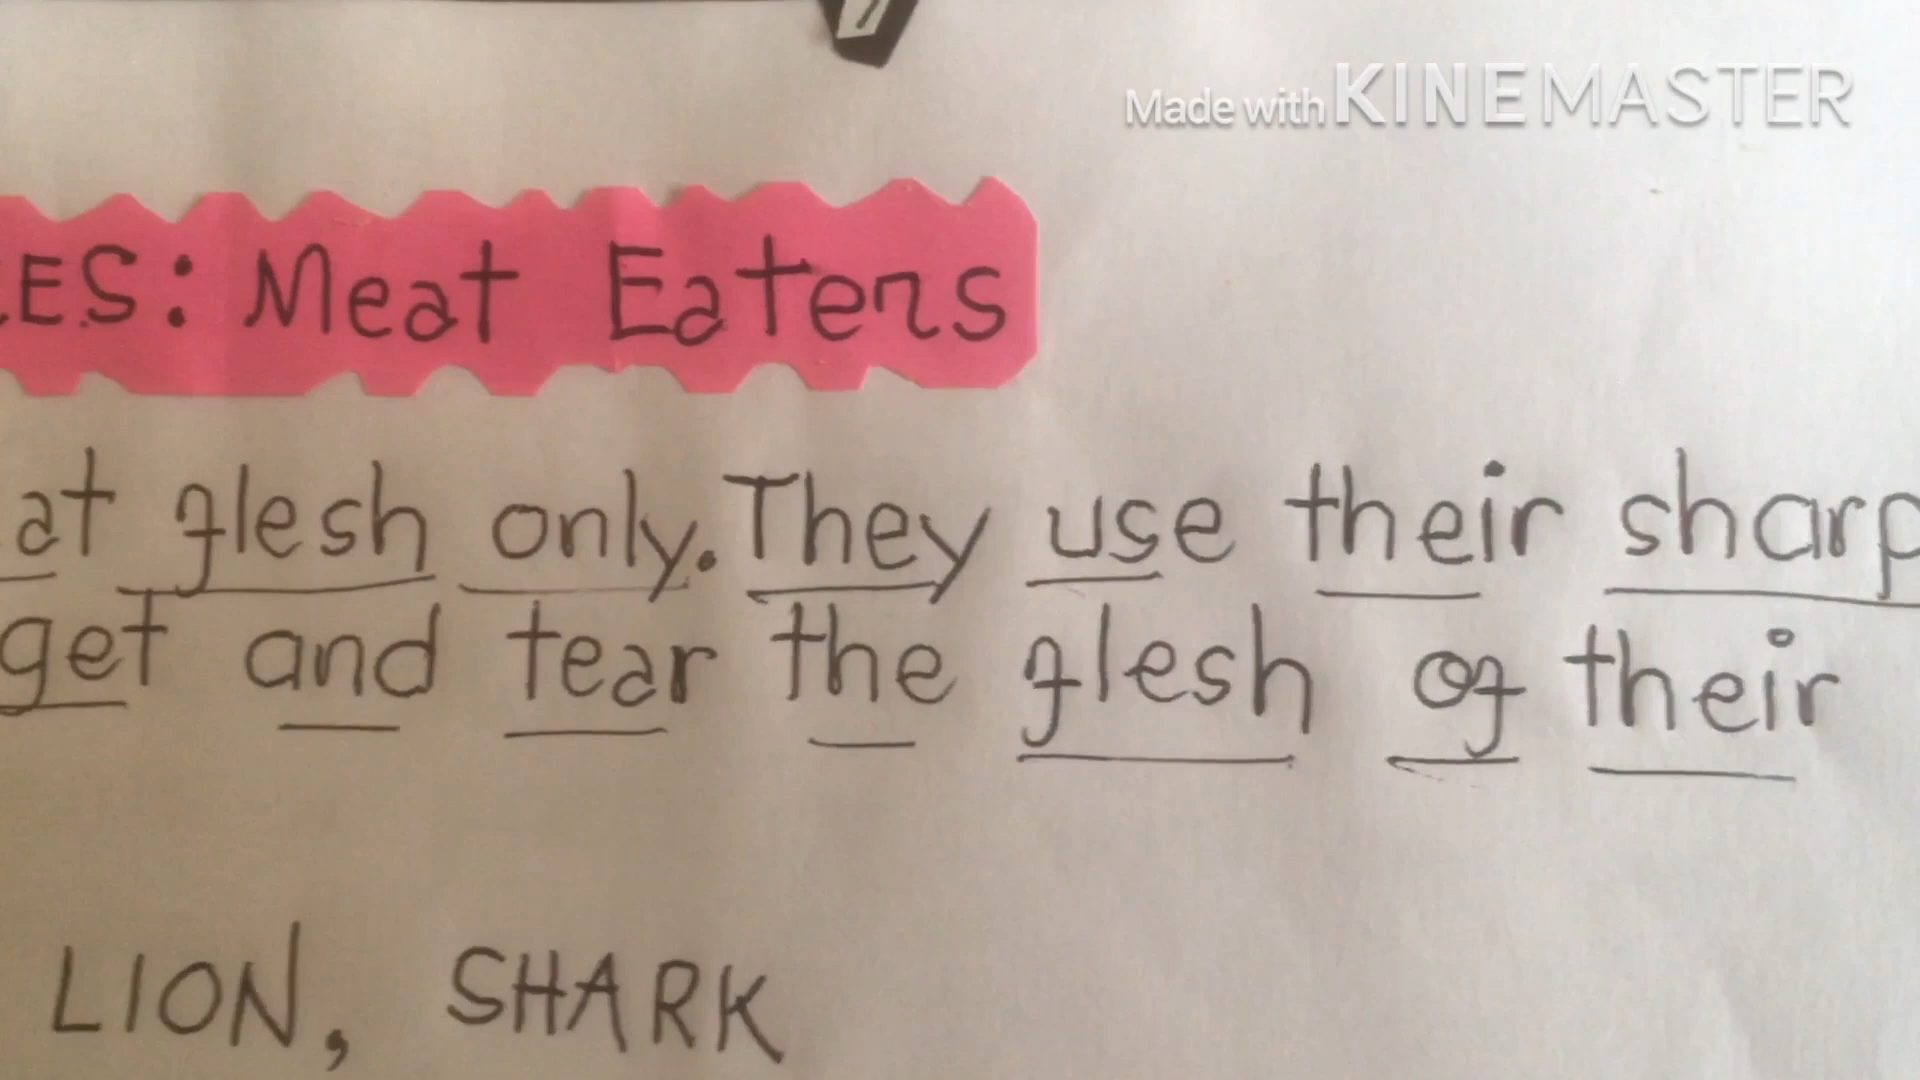 Made with KINEMASTER
ES: Meat Eaters
at flesh only. They use their sharp
get and tear the flesh of their
LION, SHARK